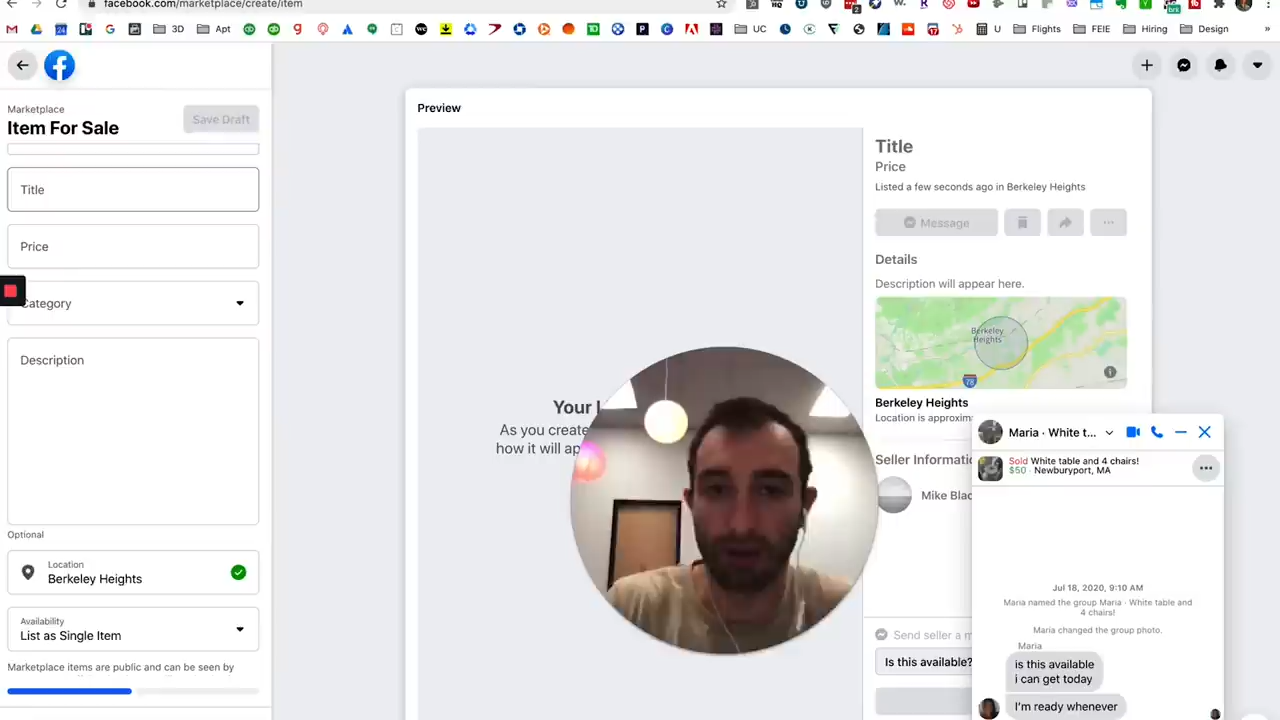 facebook.com/marketplace/create/item
3D
Apt
UC
U
Flights
FEIE
Hiring
Design
»
Marketplace
Item For Sale
Save Draft
Title
Price
Category
Description
Optional
Location
Berkeley Heights
Availability
List as Single Item
Marketplace items are public and can be seen by
Preview
Your
As you create
how it will
Title
Price
Listed a few seconds ago in Berkeley Heights
Message
Details
Description will appear here.
Berkeley
Heights
78
Berkeley Heights
Location is
Seller
Mike
Send seller a
Is this available?
Maria · White t...
Sold White table and 4 chairs!
$50 · Newburyport, MA
Jul 18, 2020, 9:10 AM
Maria named the group Maria · White table and
4 chairs!
Maria changed the group photo.
Maria
is this available
i can get today
I'm ready whenever